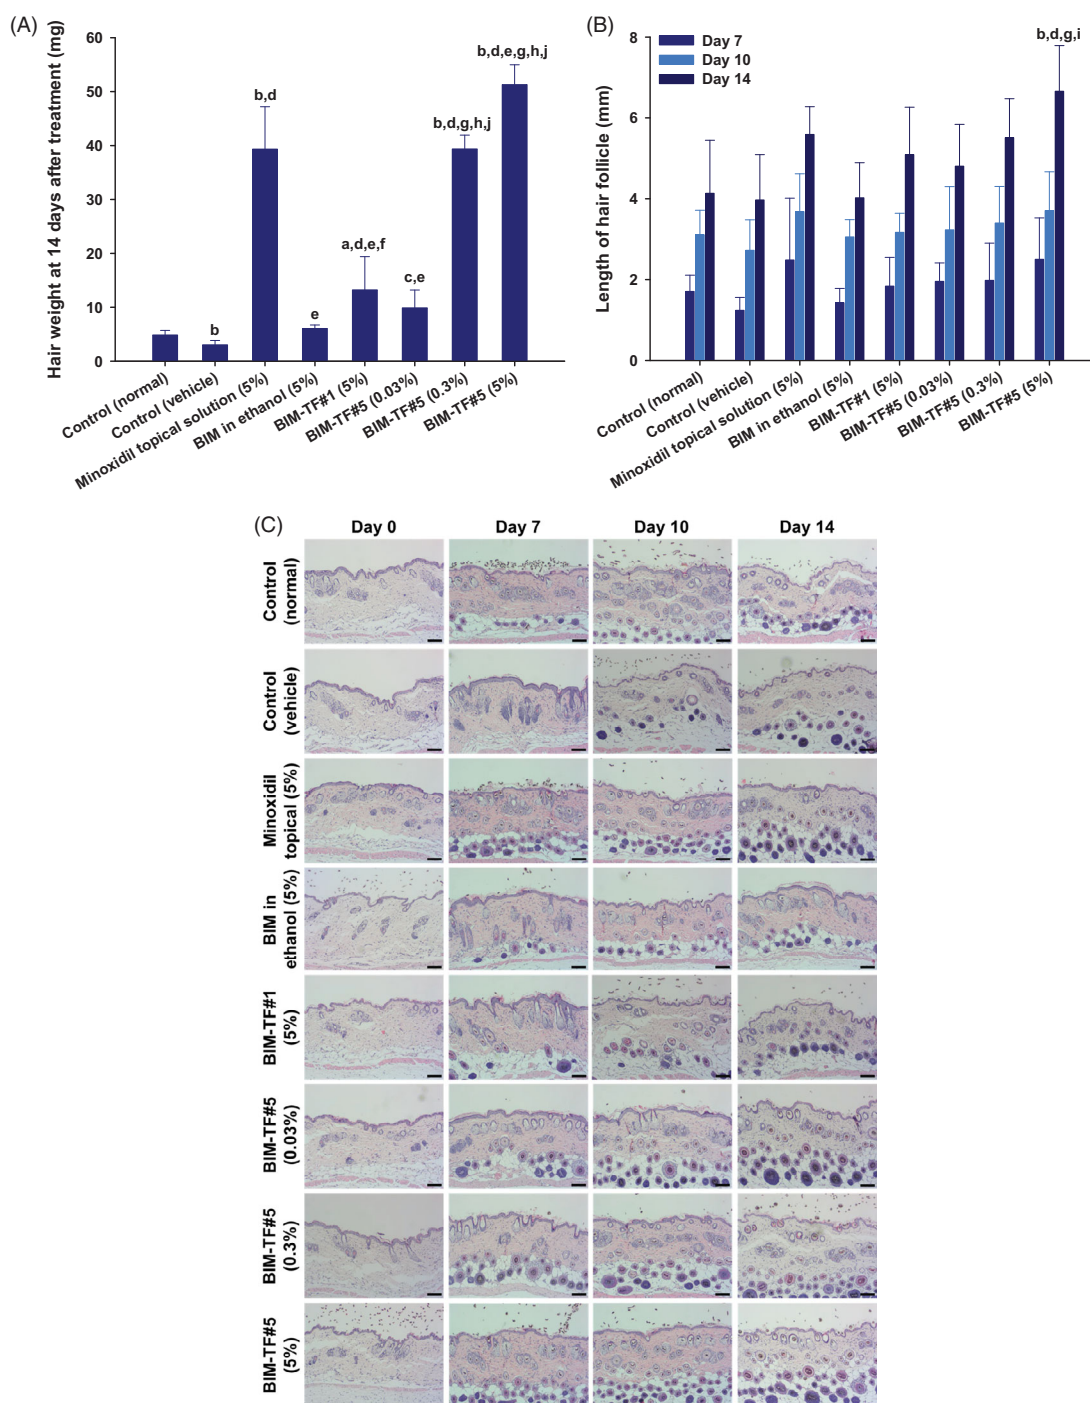 (A)
Hair weight at 14 days after treatment (mg)
60
50
40
30
20
10
0
b
b,d
e
a,d,e,f
c,e
b,d,g,h,j
b,d,e,g,h,j
Control (normal)
Control (vehicle)
Minoxidil topical solution (5%)
BIM in ethanol (5%)
BIM-TF#1 (5%)
BIM-TF#5 (0.03%)
BIM-TF#5 (0.3%)
BIM-TF#5 (5%)
(B)
Length of hair follicle (mm)
8
6
4
2
0
Day 7
Day 10
Day 14
b,d,g,i
Control (normal)
Control (vehicle)
Minoxidil topical solution (5%)
BIM in ethanol (5%)
BIM-TF#1 (5%)
BIM-TF#5 (0.03%)
BIM-TF#5 (0.3%)
BIM-TF#5 (5%)
(C)
Day 0
Day 7
Day 10
Day 14
Control
(normal)
Control
(vehicle)
Minoxidil
topical (5%)
BIM in
ethanol (5%)
BIM-TF#1
(5%)
BIM-TF#5
(0.03%)
BIM-TF#5
(0.3%)
BIM-TF#5
(5%)